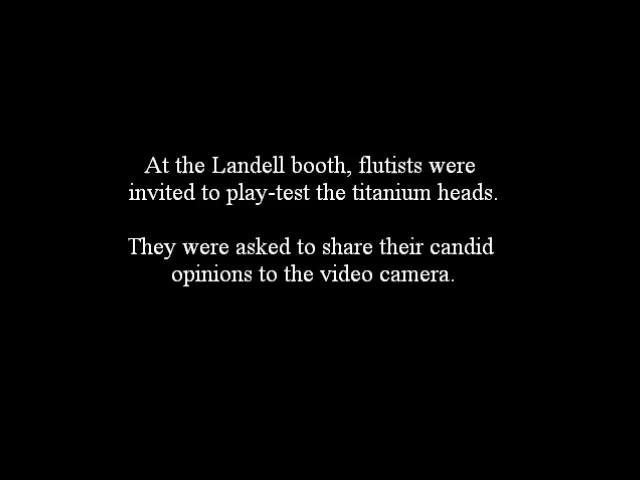 At the Landell booth, flutists were
invited to play-test the titanium heads.
They were asked to share their candid
opinions to the video camera.